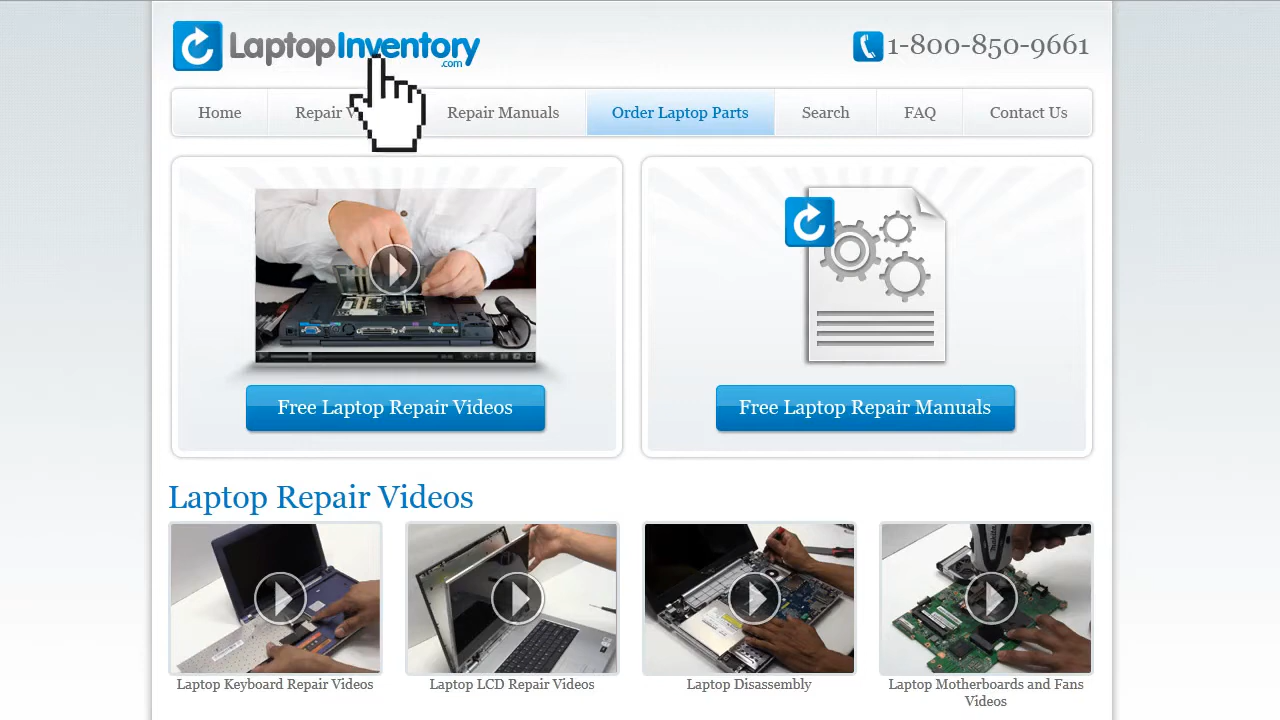 LaptopInventory
.com
1-800-850-9661
Home
Repair V
Repair Manuals
Order Laptop Parts
Search
FAQ
Contact Us
Free Laptop Repair Videos
Free Laptop Repair Manuals
Laptop Repair Videos
Laptop Keyboard Repair Videos
Laptop LCD Repair Videos
Laptop Disassembly
Laptop Motherboards and Fans
Videos